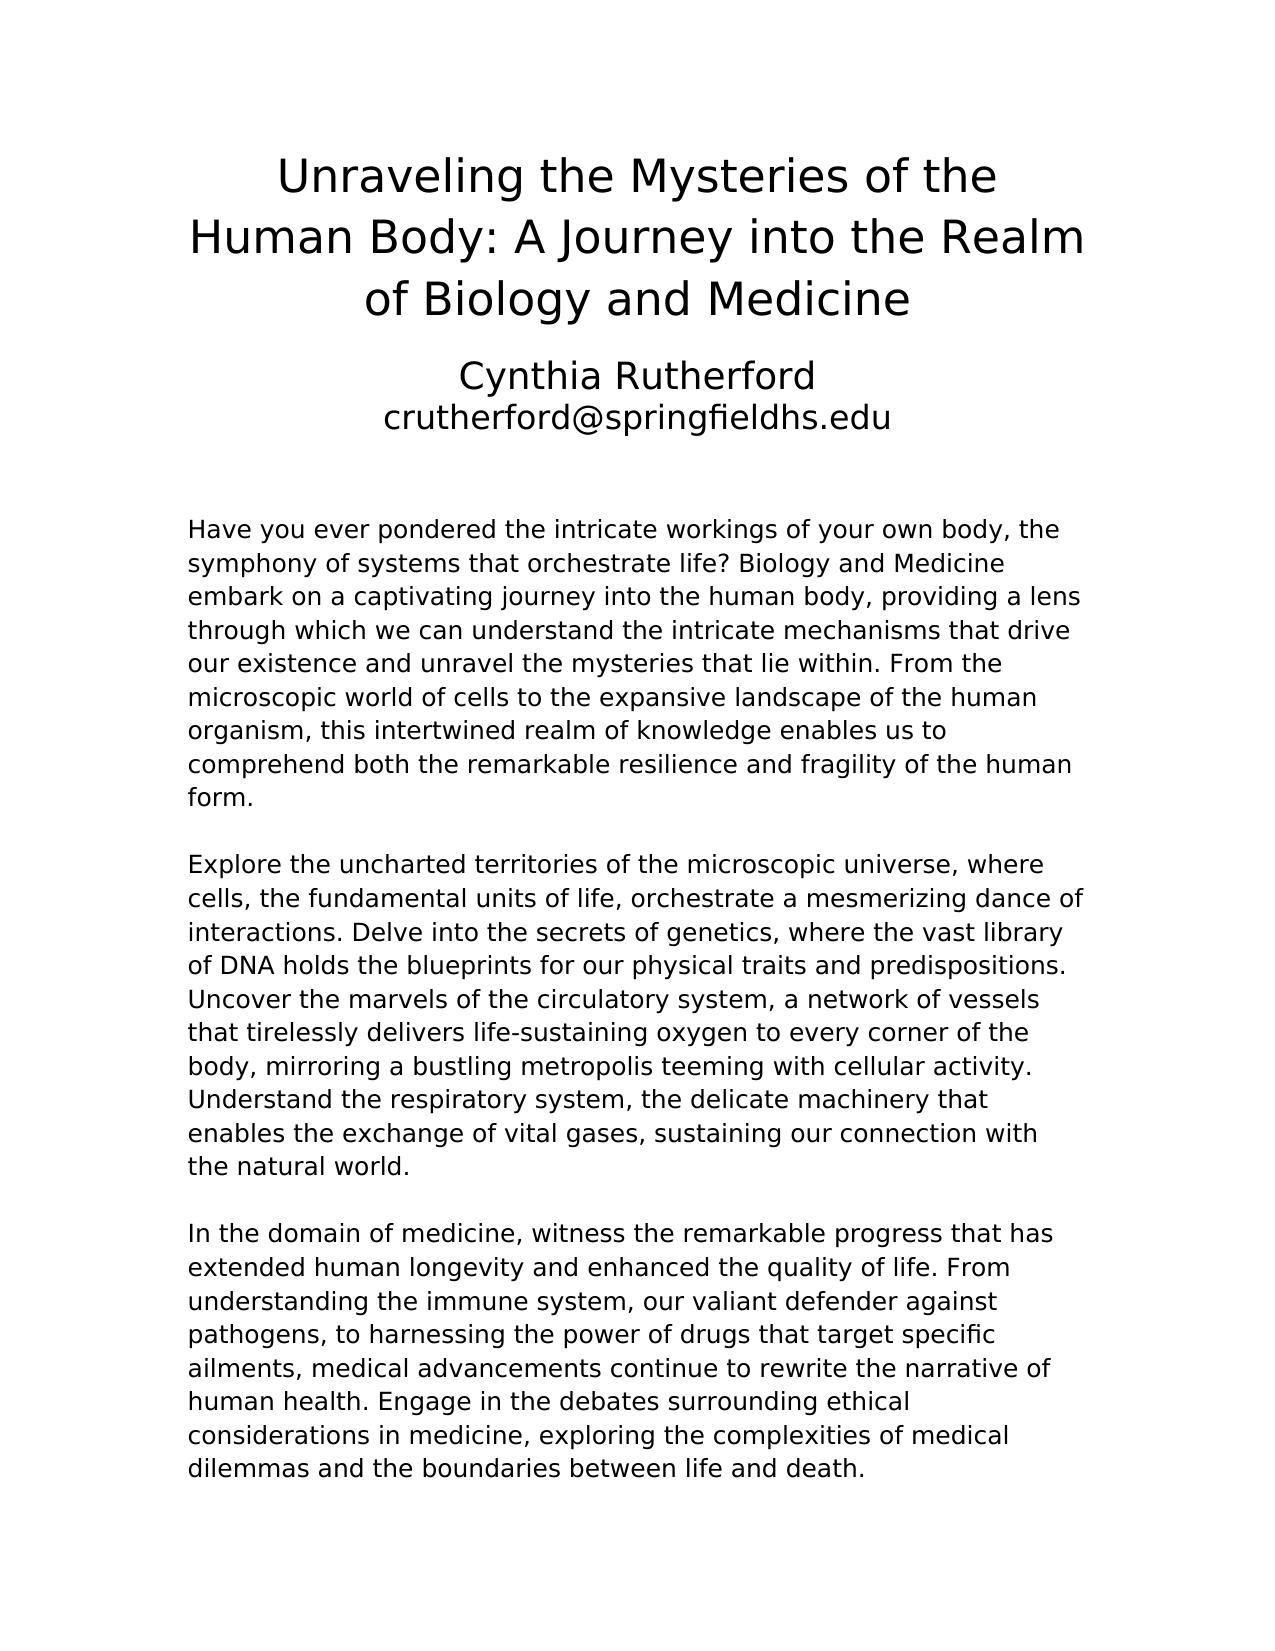 Unraveling the Mysteries of the
Human Body: A Journey into the Realm
of Biology and Medicine
Cynthia Rutherford
crutherford@springfieldhs.edu
Have you ever pondered the intricate workings of your own body, the
symphony of systems that orchestrate life? Biology and Medicine
embark on a captivating journey into the human body, providing a lens
through which we can understand the intricate mechanisms that drive
our existence and unravel the mysteries that lie within. From the
microscopic world of cells to the expansive landscape of the human
organism, this intertwined realm of knowledge enables us to
comprehend both the remarkable resilience and fragility of the human
form.
Explore the uncharted territories of the microscopic universe, where
cells, the fundamental units of life, orchestrate a mesmerizing dance of
interactions. Delve into the secrets of genetics, where the vast library
of DNA holds the blueprints for our physical traits and predispositions.
Uncover the marvels of the circulatory system, a network of vessels
that tirelessly delivers life-sustaining oxygen to every corner of the
body, mirroring a bustling metropolis teeming with cellular activity.
Understand the respiratory system, the delicate machinery that
enables the exchange of vital gases, sustaining our connection with
the natural world.
In the domain of medicine, witness the remarkable progress that has
extended human longevity and enhanced the quality of life. From
understanding the immune system, our valiant defender against
pathogens, to harnessing the power of drugs that target specific
ailments, medical advancements continue to rewrite the narrative of
human health. Engage in the debates surrounding ethical
considerations in medicine, exploring the complexities of medical
dilemmas and the boundaries between life and death.